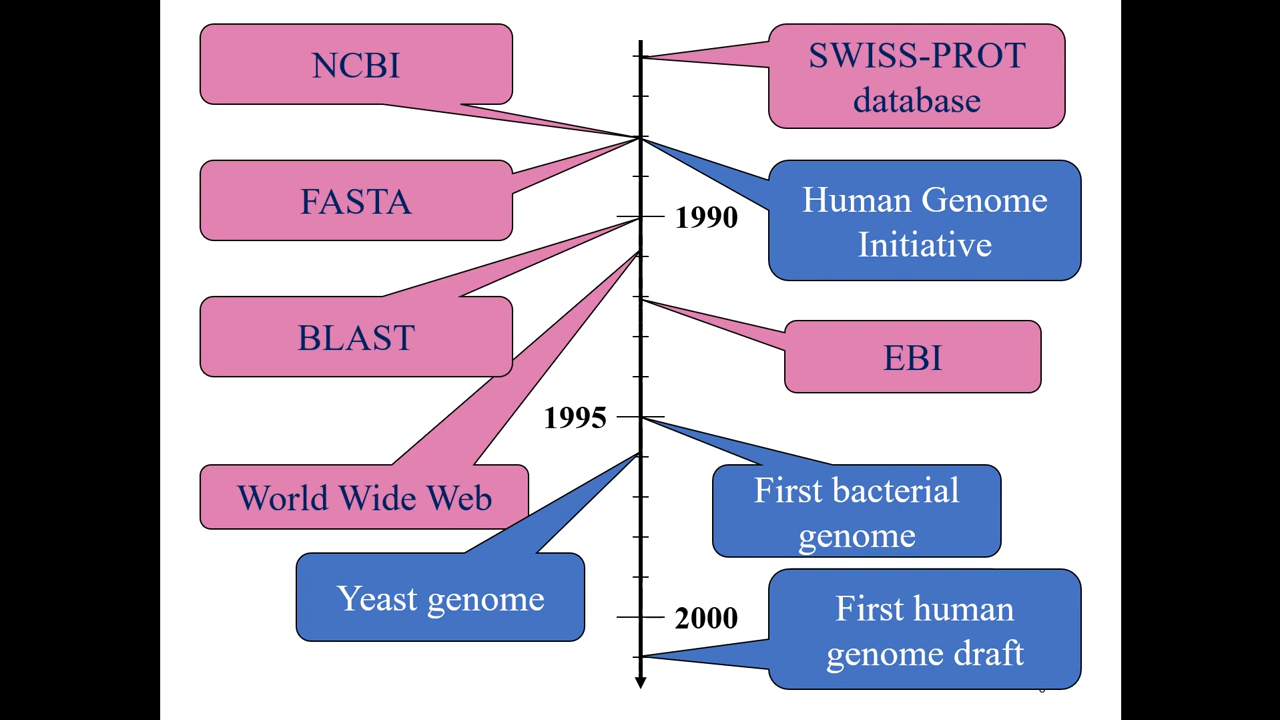 NCBI
SWISS-PROT
database
FASTA
Human Genome
Initiative
1990
BLAST
EBI
1995
World Wide Web
First bacterial
genome
Yeast genome
2000
First human
genome draft